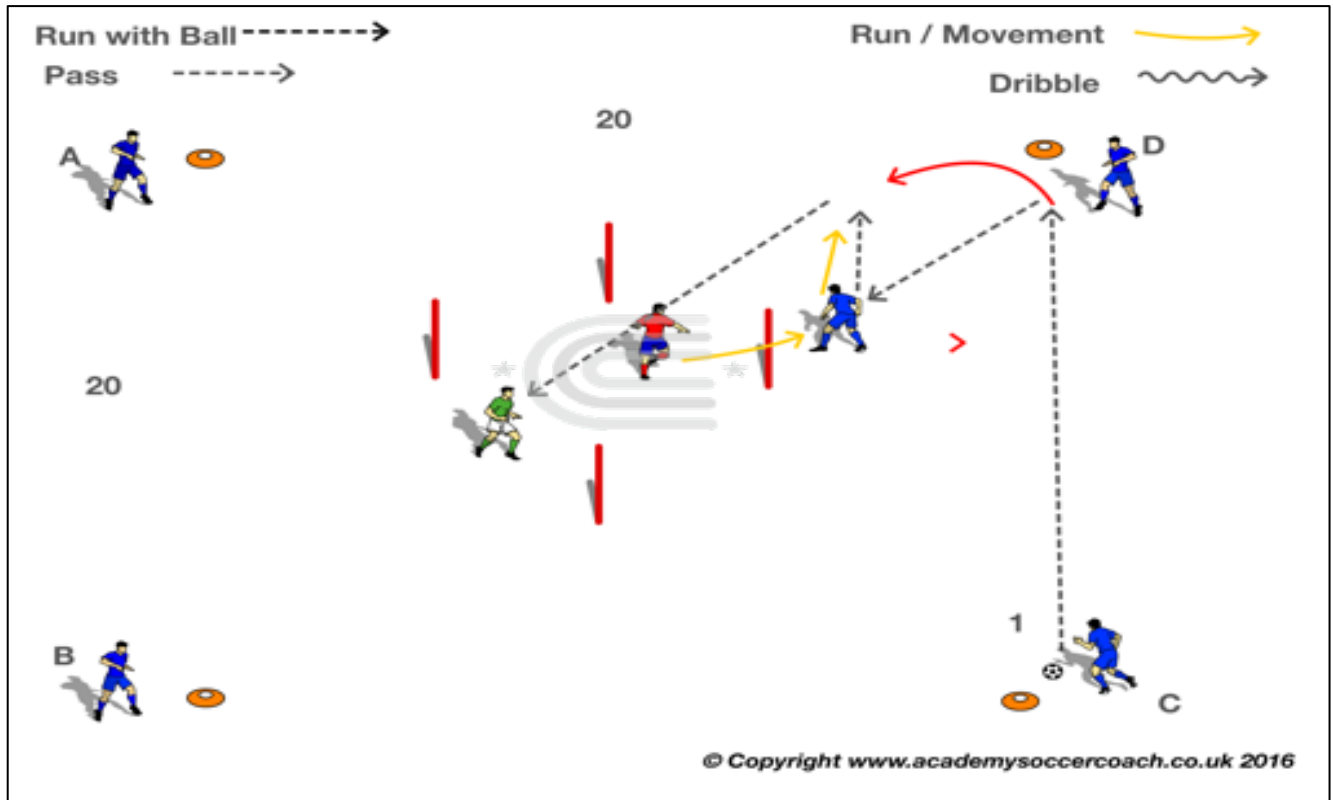 Run with Ball
Run / Movement
Pass
Dribble
20
A
D
20
1
B
C
© Copyright www.academysoccercoach.co.uk 2016